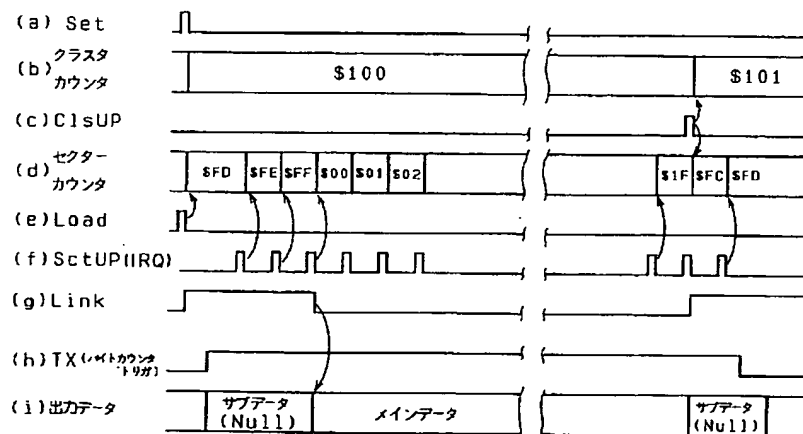 (a) Set
(b) クラスタ カウンタ
$100
$101
(c) ClsUP
(d) セクター カウンタ
$FD $FE $FF $00 $01 $02 $1F $FC $FD
(e) Load
(f) SctUP(IRQ)
(g) Link
(h) TX (バイトカウンタ トリガ)
(i) 出力データ
サブデータ (Null)
メインデータ
サブデータ (Null)